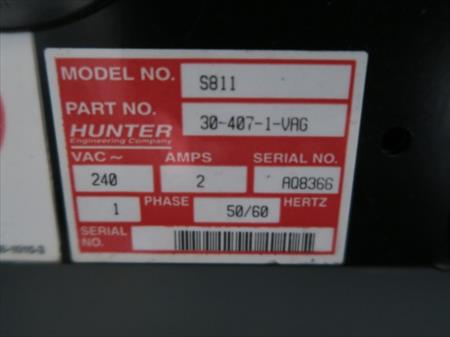 MODEL NO. S811
PART NO. 30-407-1-VAG
HUNTER
Engineering Company
VAC ~ AMPS SERIAL NO.
240 2 AQ8366
1 PHASE 50/60 HERTZ
SERIAL NO.